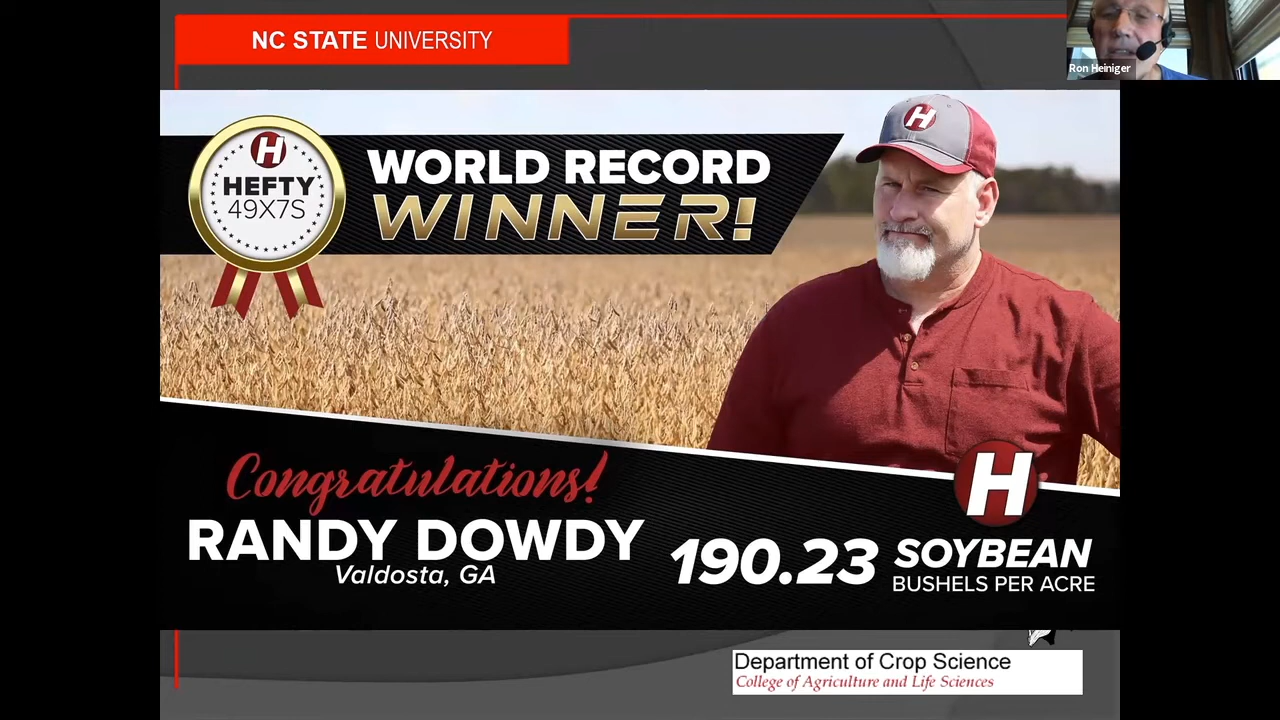 NC STATE UNIVERSITY
Ron Heiniger
H
HEFTY
49X7S
WORLD RECORD
WINNER!
H
Congratulations!
RANDY DOWDY
Valdosta, GA
H
190.23 SOYBEAN
BUSHELS PER ACRE
Department of Crop Science
College of Agriculture and Life Sciences